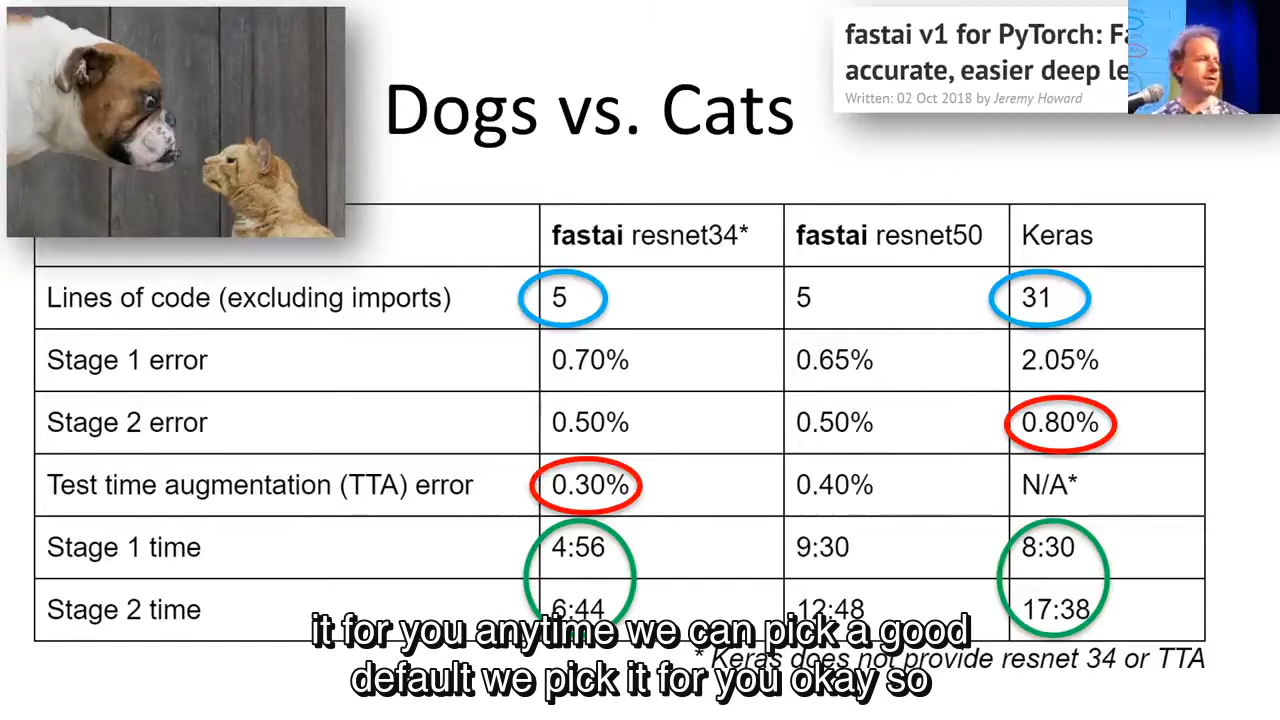 fastai v1 for PyTorch:
accurate, easier deep
Written: 02 Oct 2018 by Jeremy Howard
Dogs vs. Cats
fastai resnet34* fastai resnet50 Keras
Lines of code (excluding imports) 5 5 31
Stage 1 error 0.70% 0.65% 2.05%
Stage 2 error 0.50% 0.50% 0.80%
Test time augmentation (TTA) error 0.30% 0.40% N/A*
Stage 1 time 4:56 9:30 8:30
Stage 2 time 6:44 12:48 17:38
* Keras does not provide resnet 34 or TTA
it for you anytime we can pick a good
default we pick it for you okay so